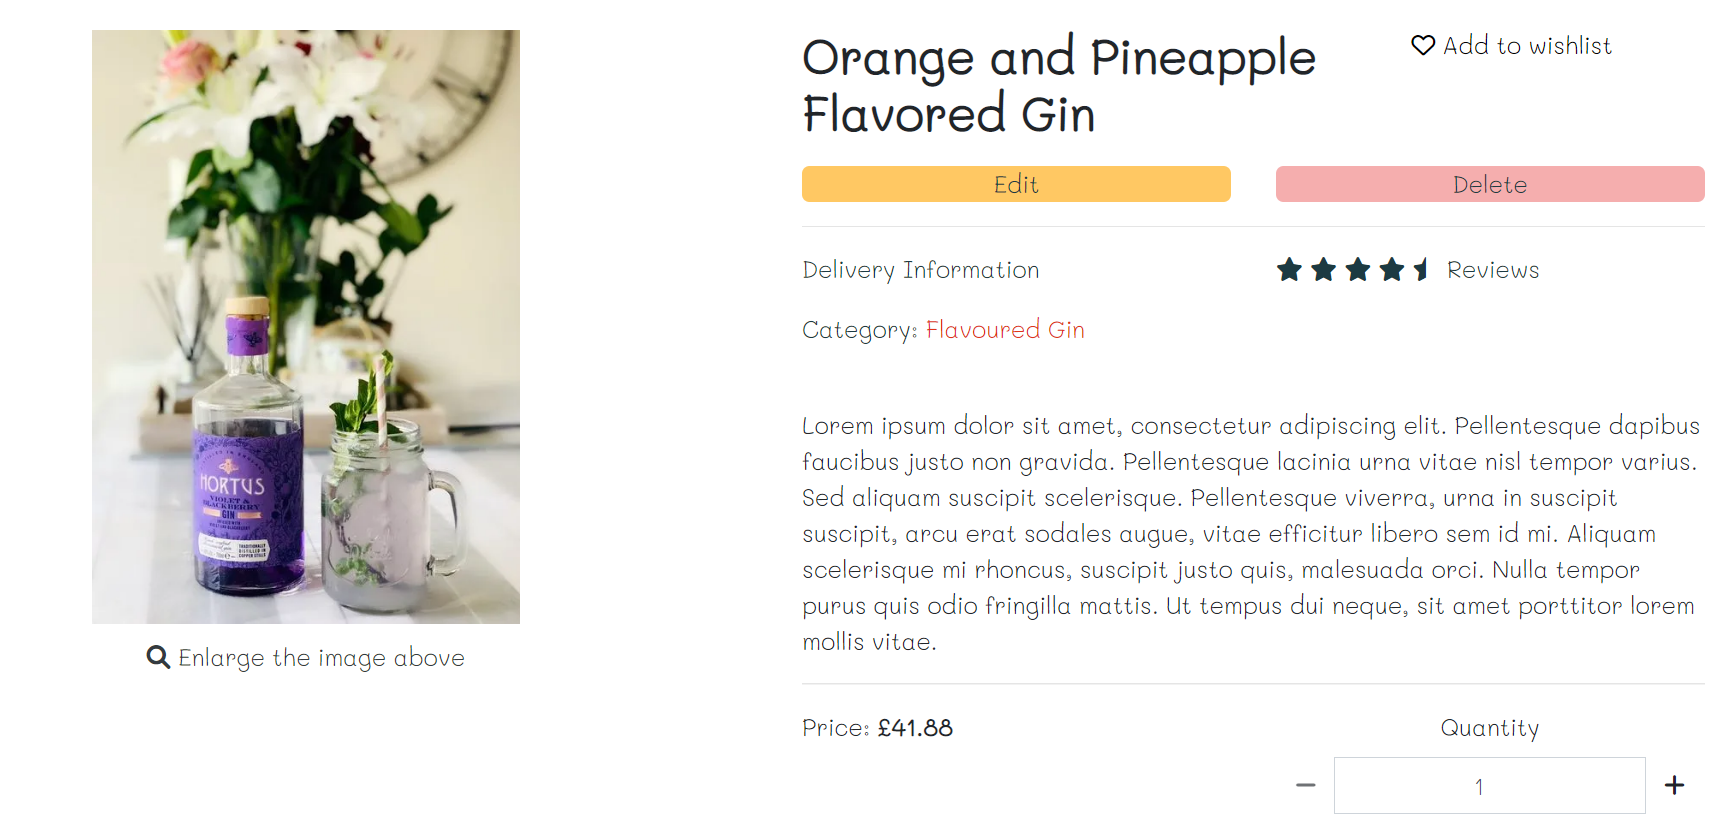 Orange and Pineapple
Flavored Gin
Add to wishlist
Edit
Delete
Delivery Information
Reviews
Category: Flavoured Gin
Lorem ipsum dolor sit amet, consectetur adipiscing elit. Pellentesque dapibus
faucibus justo non gravida. Pellentesque lacinia urna vitae nisl tempor varius.
Sed aliquam suscipit scelerisque. Pellentesque viverra, urna in suscipit
suscipit, arcu erat sodales augue, vitae efficitur libero sem id mi. Aliquam
scelerisque mi rhoncus, suscipit justo quis, malesuada orci. Nulla tempor
purus quis odio fringilla mattis. Ut tempus dui neque, sit amet porttitor lorem
mollis vitae.
Price: £41.88
Quantity
1
HORTUS
VIOLET &
BLACKBERRY
GIN
TRADITIONALLY
DISTILLED IN
COPPER STILLS
Enlarge the image above